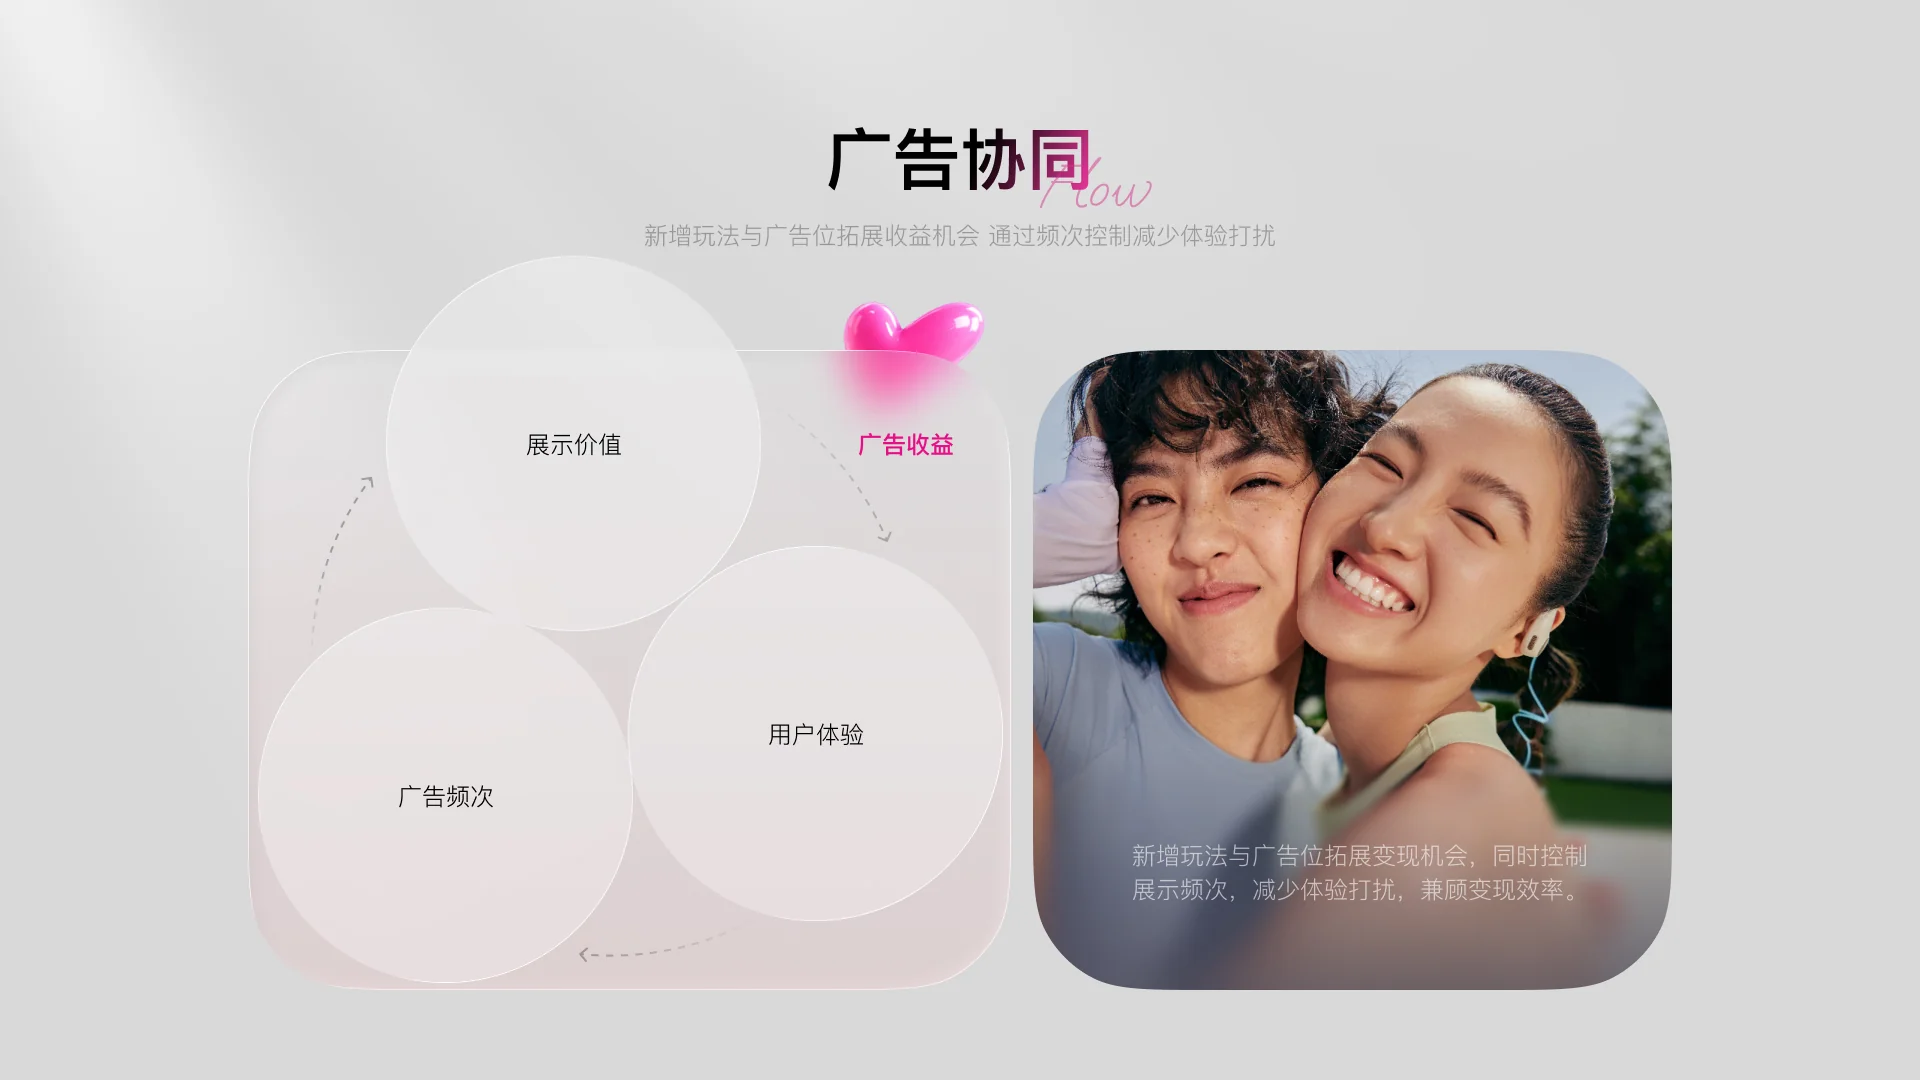 广告协同
Flow
新增玩法与广告位拓展收益机会 通过频次控制减少体验打扰
展示价值
广告收益
用户体验
广告频次
新增玩法与广告位拓展变现机会，同时控制
展示频次，减少体验打扰，兼顾变现效率。